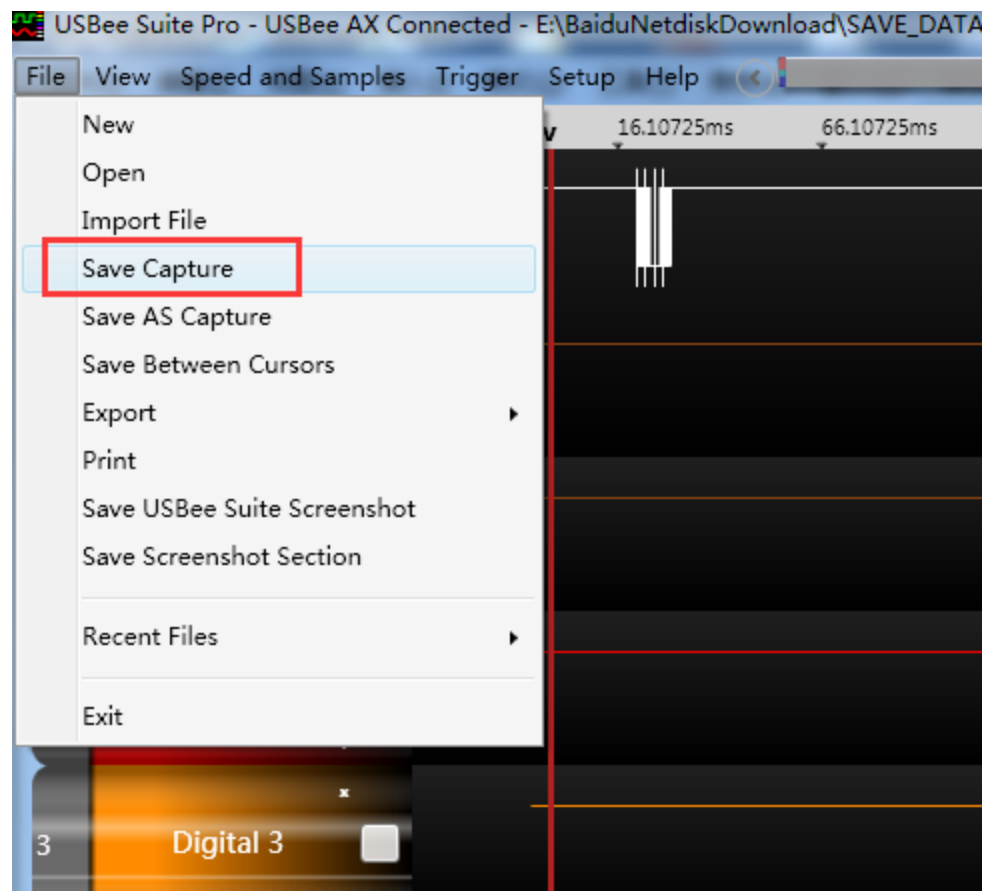 USBee Suite Pro - USBee AX Connected - E:\BaiduNetdiskDownload\SAVE_DATA
File View Speed and Samples Trigger Setup Help
16.10725ms 66.10725ms
New
Open
Import File
Save Capture
Save AS Capture
Save Between Cursors
Export
Print
Save USBee Suite Screenshot
Save Screenshot Section
Recent Files
Exit
x
3 Digital 3